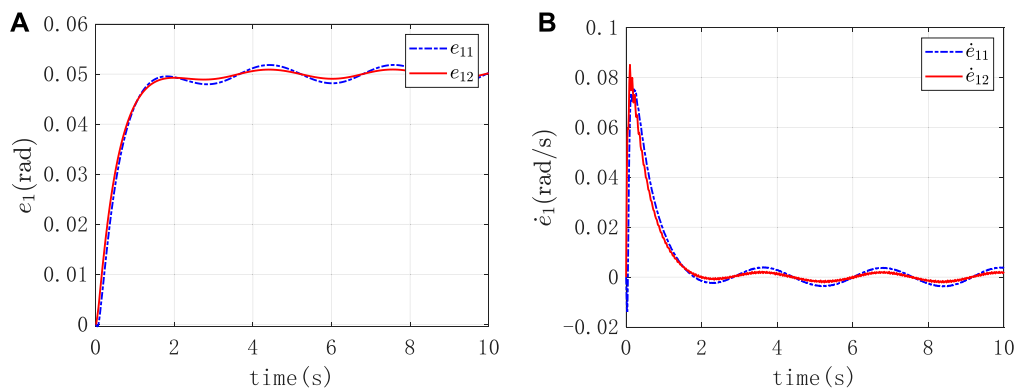 A
0.06
0.05
0.04
0.03
0.02
0.01
0
e₁(rad)
e₁₁
e₁₂
0 2 4 6 8 10
time(s)
B
0.1
0.08
0.06
0.04
0.02
0
-0.02
ė₁(rad/s)
ė₁₁
ė₁₂
0 2 4 6 8 10
time(s)